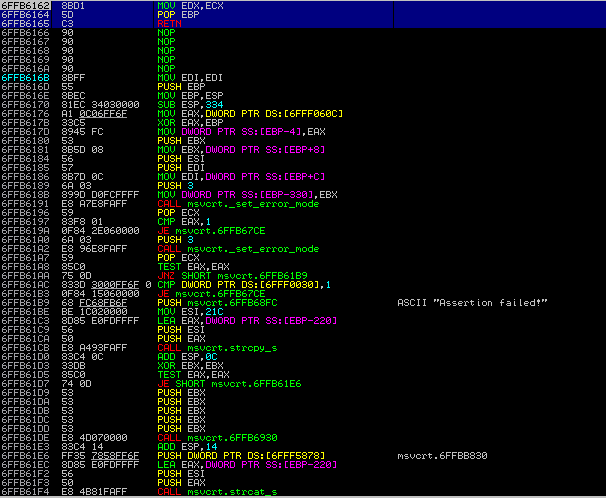 6FFB6162 8BD1 MOV EDX,ECX
6FFB6164 5D POP EBP
6FFB6165 C3 RETN
6FFB6166 90 NOP
6FFB6167 90 NOP
6FFB6168 90 NOP
6FFB6169 90 NOP
6FFB616A 90 NOP
6FFB616B 8BFF MOV EDI,EDI
6FFB616D 55 PUSH EBP
6FFB616E 8BEC MOV EBP,ESP
6FFB6170 81EC 34030000 SUB ESP,334
6FFB6176 A1 0C06FF6F MOV EAX,DWORD PTR DS:[6FFF060C]
6FFB617B 33C5 XOR EAX,EBP
6FFB617D 8945 FC MOV DWORD PTR SS:[EBP-4],EAX
6FFB6180 53 PUSH EBX
6FFB6181 8B5D 08 MOV EBX,DWORD PTR SS:[EBP+8]
6FFB6184 56 PUSH ESI
6FFB6185 57 PUSH EDI
6FFB6186 8B7D 0C MOV EDI,DWORD PTR SS:[EBP+C]
6FFB6189 6A 03 PUSH 3
6FFB618B 899D D0FCFFFF MOV DWORD PTR SS:[EBP-330],EBX
6FFB6191 E8 A7E8FAFF CALL msvcrt._set_error_mode
6FFB6196 59 POP ECX
6FFB6197 83F8 01 CMP EAX,1
6FFB619A 0F84 2E060000 JE msvcrt.6FFB67CE
6FFB61A0 6A 03 PUSH 3
6FFB61A2 E8 96E8FAFF CALL msvcrt._set_error_mode
6FFB61A7 59 POP ECX
6FFB61A8 85C0 TEST EAX,EAX
6FFB61AA 75 0D JNZ SHORT msvcrt.6FFB61B9
6FFB61AC 833D 3000FF6F 0 CMP DWORD PTR DS:[6FFF0030],1
6FFB61B3 0F84 15060000 JE msvcrt.6FFB67CE
6FFB61B9 68 FC68FB6F PUSH msvcrt.6FFB68FC ASCII "Assertion failed!"
6FFB61BE BE 1C020000 MOV ESI,21C
6FFB61C3 8D85 E0FDFFFF LEA EAX,DWORD PTR SS:[EBP-220]
6FFB61C9 56 PUSH ESI
6FFB61CA 50 PUSH EAX
6FFB61CB E8 A493FAFF CALL msvcrt.strcpy_s
6FFB61D0 83C4 0C ADD ESP,0C
6FFB61D3 33DB XOR EBX,EBX
6FFB61D5 85C0 TEST EAX,EAX
6FFB61D7 74 0D JE SHORT msvcrt.6FFB61E6
6FFB61D9 53 PUSH EBX
6FFB61DA 53 PUSH EBX
6FFB61DB 53 PUSH EBX
6FFB61DC 53 PUSH EBX
6FFB61DD 53 PUSH EBX
6FFB61DE E8 4D070000 CALL msvcrt.6FFB6930
6FFB61E3 83C4 14 ADD ESP,14
6FFB61E6 FF35 7858FF6F PUSH DWORD PTR DS:[6FFF5878] msvcrt.6FFBB830
6FFB61EC 8D85 E0FDFFFF LEA EAX,DWORD PTR SS:[EBP-220]
6FFB61F2 56 PUSH ESI
6FFB61F3 50 PUSH EAX
6FFB61F4 E8 4B81FAFF CALL msvcrt.strcat_s